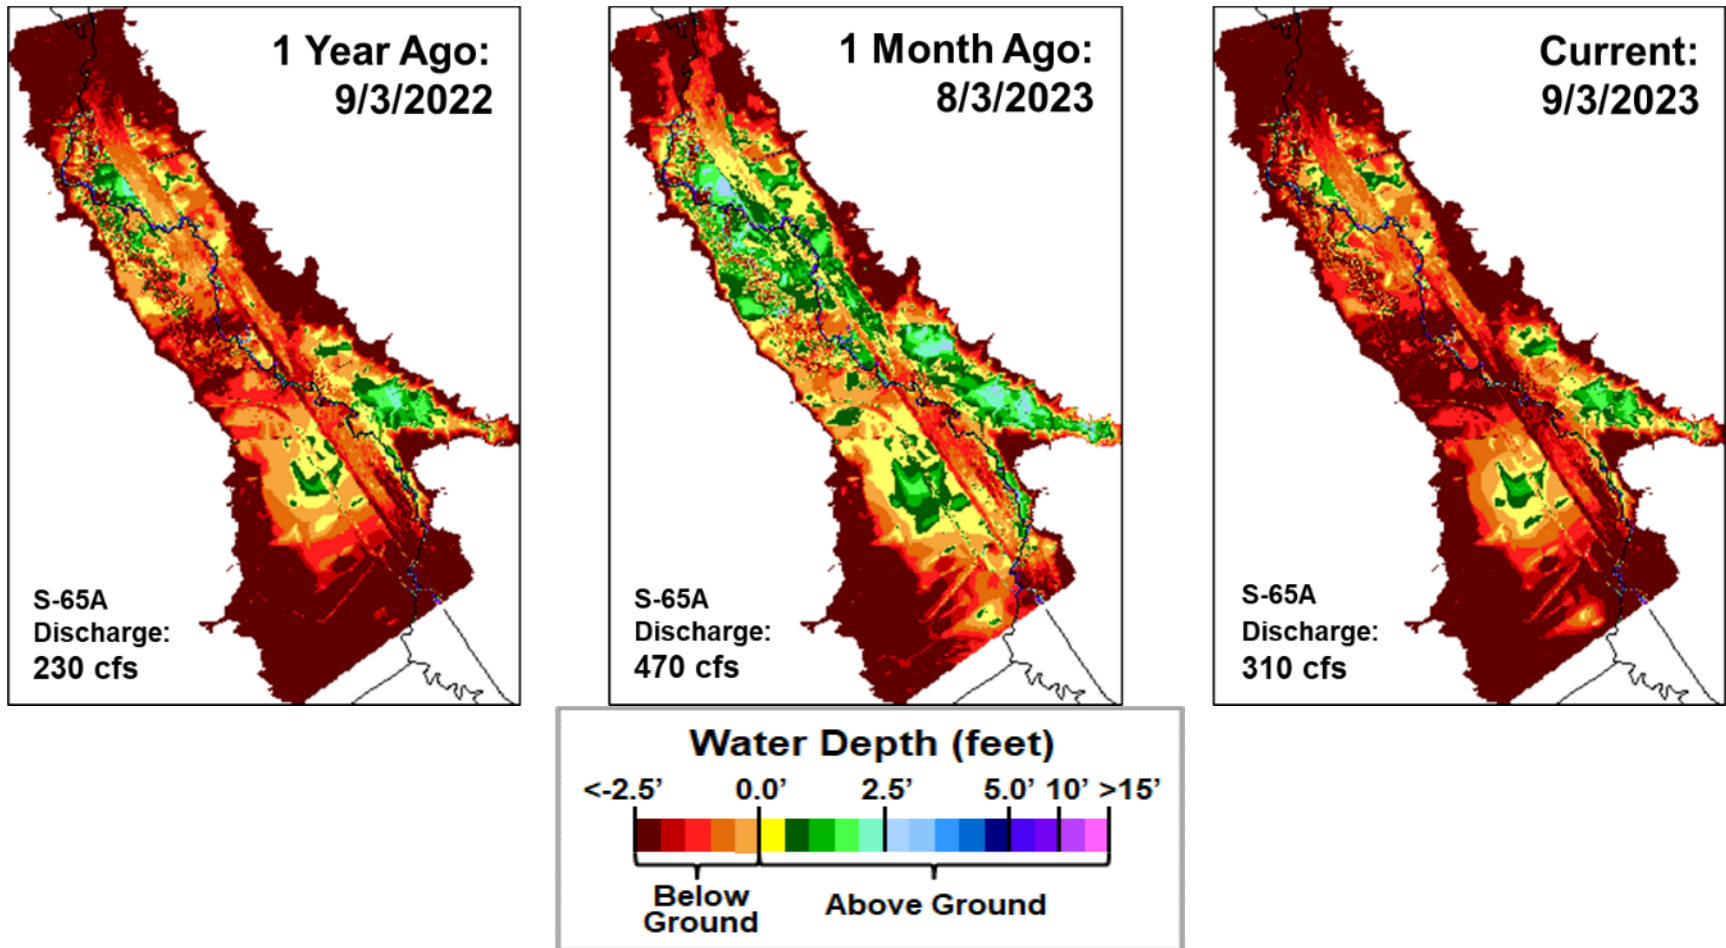 1 Year Ago:
9/3/2022
S-65A
Discharge:
230 cfs
1 Month Ago:
8/3/2023
S-65A
Discharge:
470 cfs
Current:
9/3/2023
S-65A
Discharge:
310 cfs
Water Depth (feet)
<-2.5’ 0.0’ 2.5’ 5.0’ 10’ >15’
Below
Ground
Above Ground